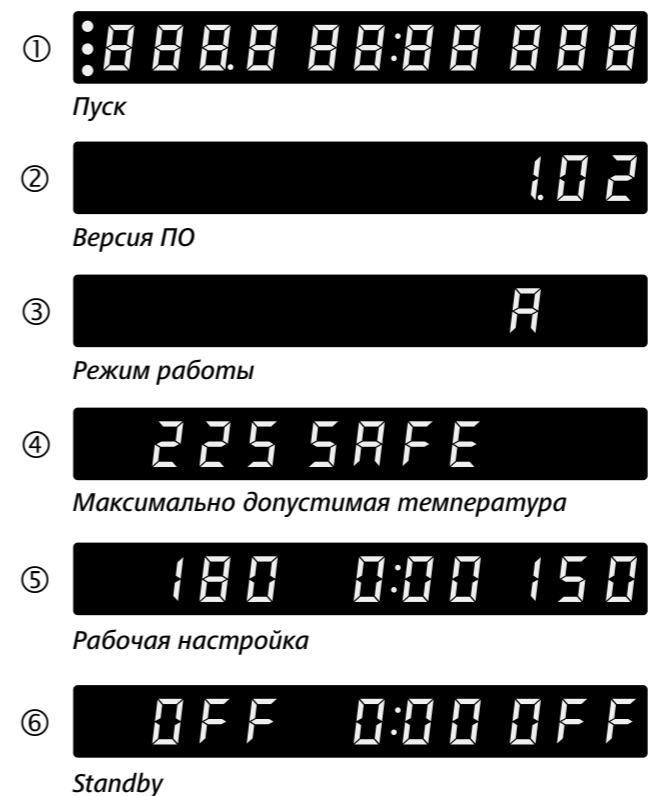 ① 888.8 88:88 888
Пуск
② 1.02
Версия ПО
③ A
Режим работы
④ 225 SAFE
Максимально допустимая температура
⑤ 180 0:00 150
Рабочая настройка
⑥ OFF 0:00 OFF
Standby